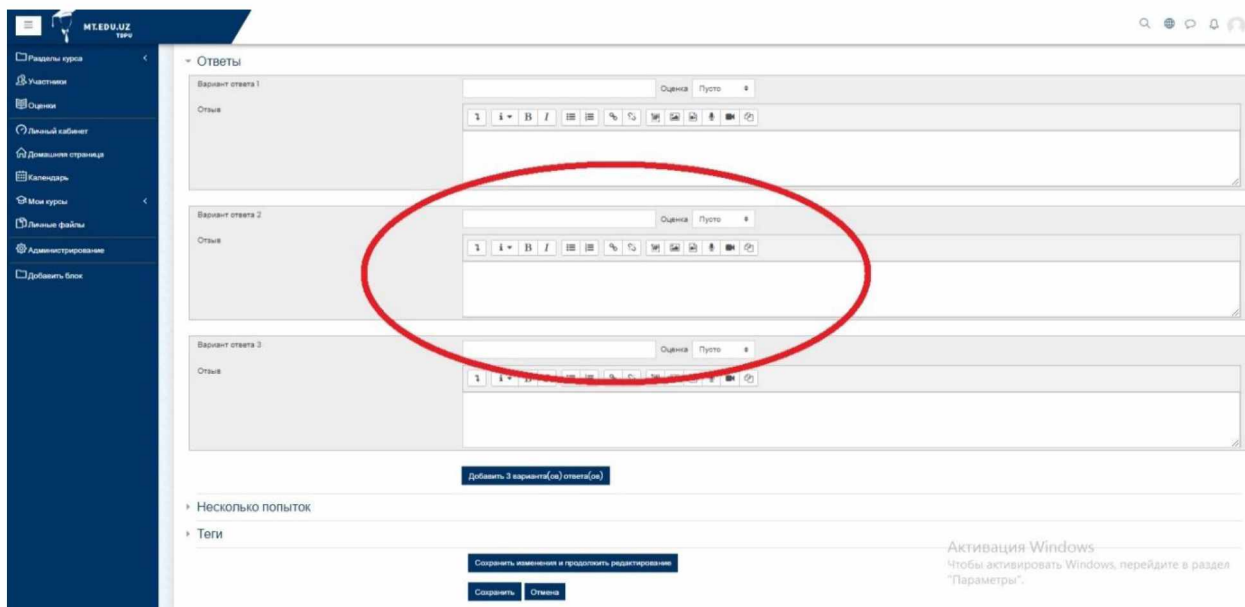 MT.EDU.UZ
TSPU
Разделы курса
Участники
Оценки
Личный кабинет
Домашняя страница
Календарь
Мои курсы
Личные файлы
Администрирование
Добавить блок
Ответы
Вариант ответа 1
Оценка Пусто
Отзыв
Вариант ответа 2
Оценка Пусто
Отзыв
Вариант ответа 3
Оценка Пусто
Отзыв
Добавить 3 варианта(ов) ответа(ов)
Несколько попыток
Теги
Сохранить изменения и продолжить редактирование
Сохранить Отмена
Активация Windows
Чтобы активировать Windows, перейдите в раздел
"Параметры".